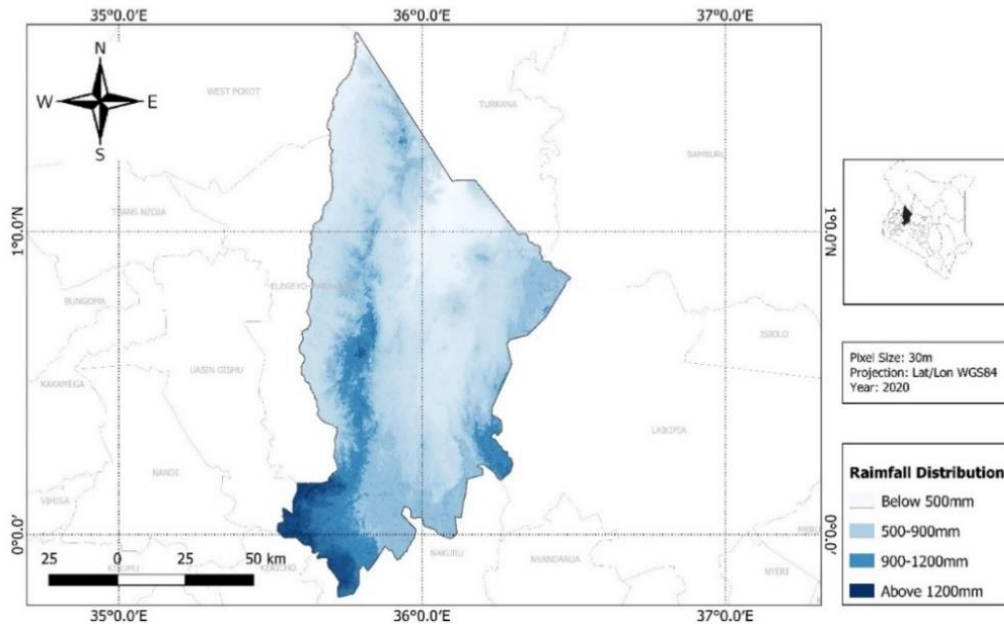 35°0.0'E 36°0.0'E 37°0.0'E
N
W E
S
WEST POKOT
TURKANA
SAMBURU
TRANS NZOIA
1°0.0'N 1°0.0'N
BUNGOMA
ISIOLO
UASIN GISHU
KAKAMEGA
LAIKIPIA
NANDI
VIHIGA
0°0.0' 0°0.0'
NAKURU
NYANDARUA
KERICHO
NYERI
25 0 25 50 km
35°0.0'E 36°0.0'E 37°0.0'E
Pixel Size: 30m
Projection: Lat/Lon WGS84
Year: 2020
Raimfall Distribution
Below 500mm
500-900mm
900-1200mm
Above 1200mm